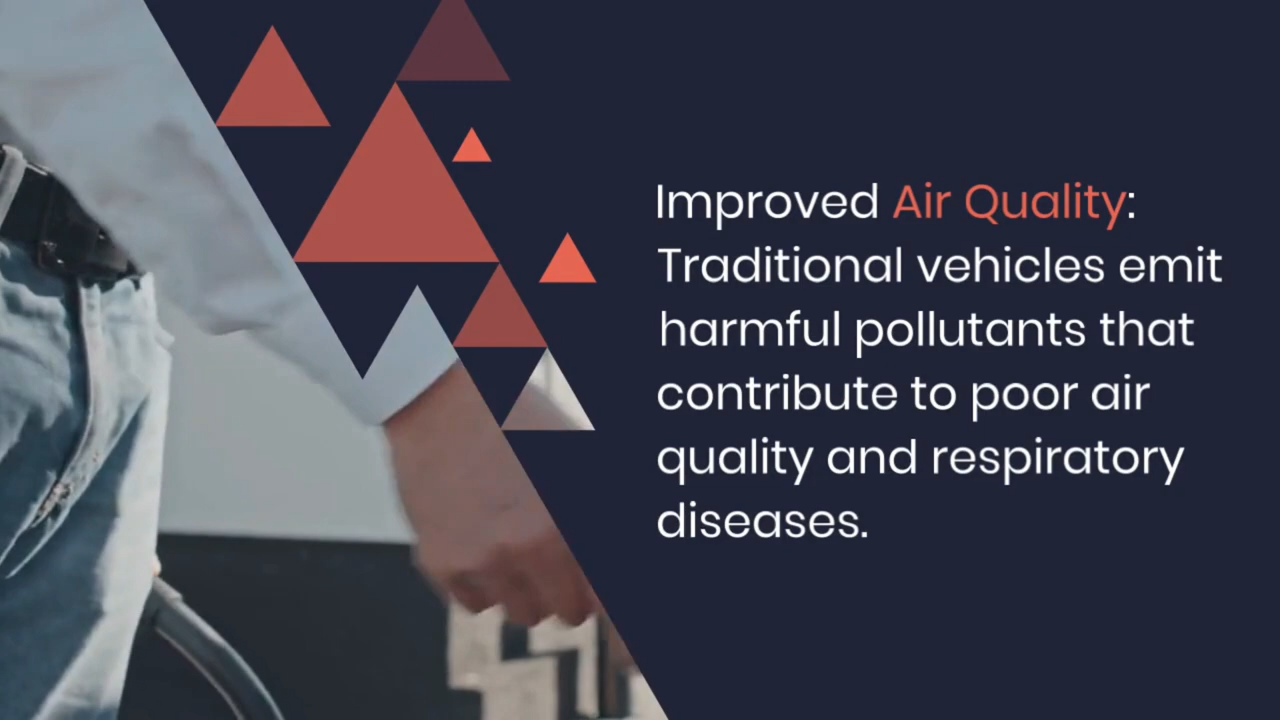 Improved Air Quality:
Traditional vehicles emit
harmful pollutants that
contribute to poor air
quality and respiratory
diseases.